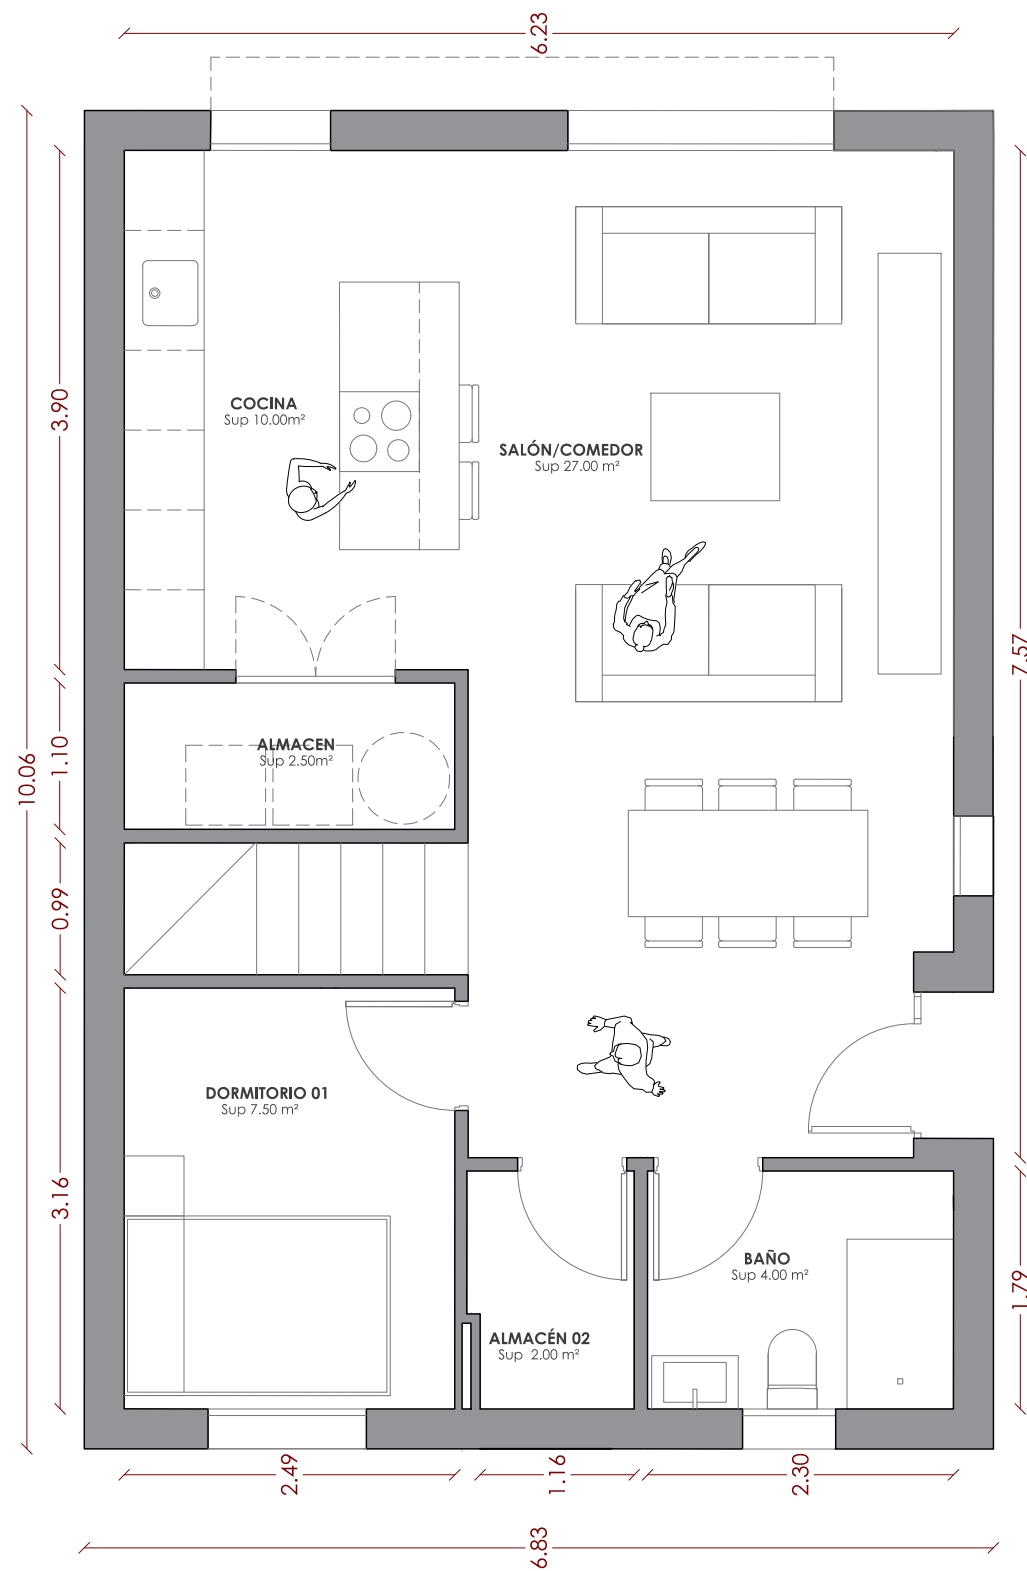 6.23
3.90
COCINA
Sup 10.00m²
SALÓN/COMEDOR
Sup 27.00 m²
7.57
10.06
1.10
ALMACEN
Sup 2.50m²
0.99
DORMITORIO 01
Sup 7.50 m²
3.16
BAÑO
Sup 4.00 m²
1.79
ALMACÉN 02
Sup 2.00 m²
2.49
1.16
2.30
6.83